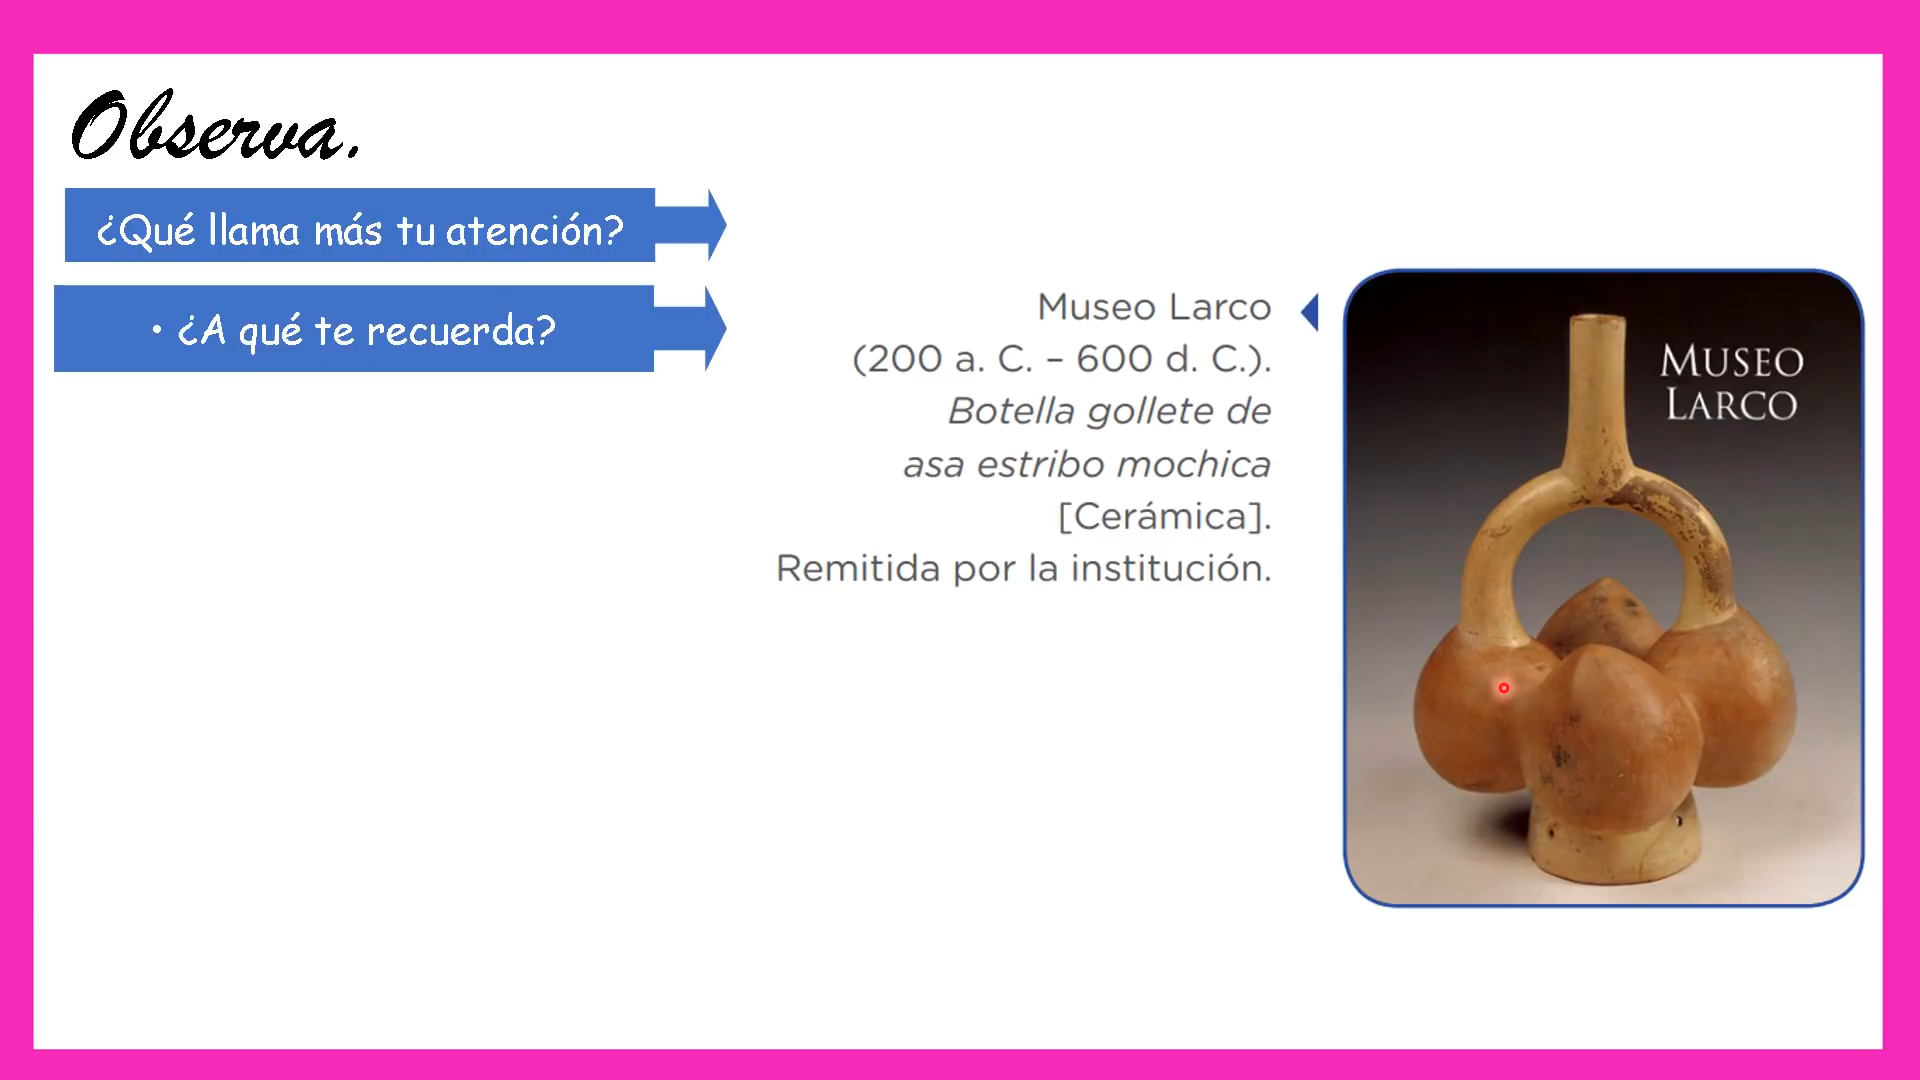 Observa.
¿Qué llama más tu atención?
• ¿A qué te recuerda?
Museo Larco
(200 a. C. – 600 d. C.).
Botella gollete de
asa estribo mochica
[Cerámica].
Remitida por la institución.
MUSEO
LARCO